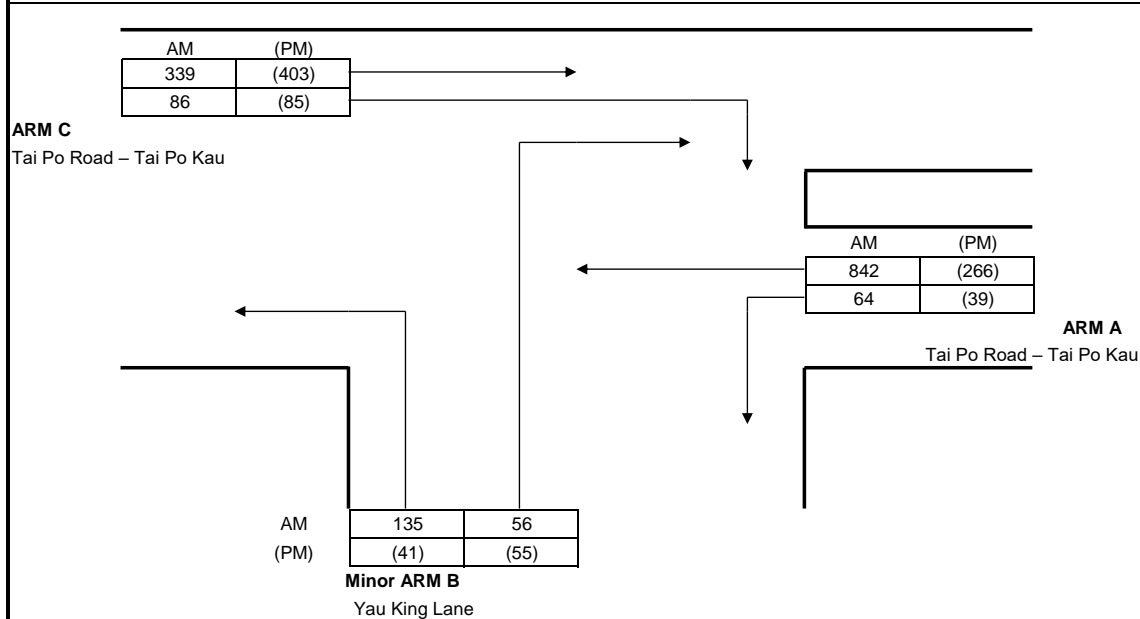 AM (PM)
339 (403)
86 (85)
ARM C
Tai Po Road – Tai Po Kau
AM (PM)
842 (266)
64 (39)
ARM A
Tai Po Road – Tai Po Kau
AM 135 56
(PM) (41) (55)
Minor ARM B
Yau King Lane